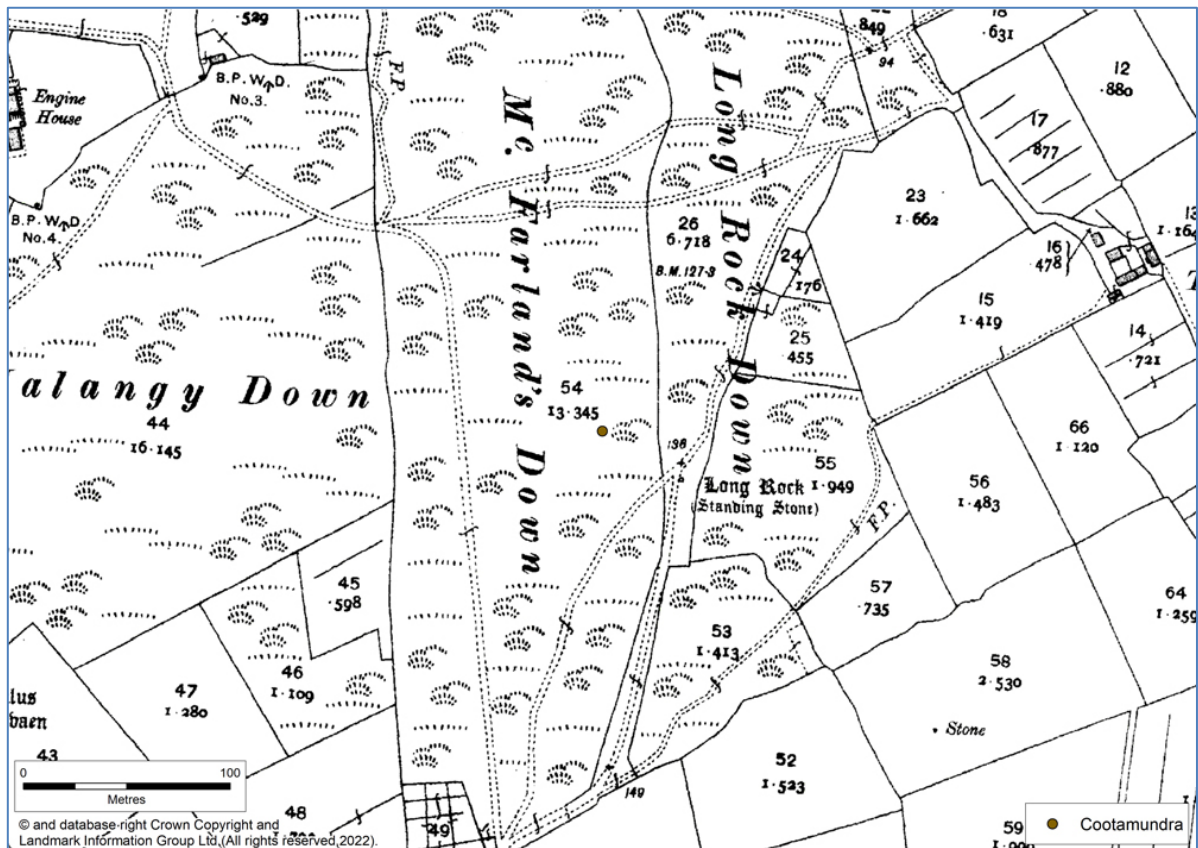 529
849
18
.631
12
.880
94
B.P. W↑D.
No.3.
F.P.
Engine
House
17
877
B.P. W↑D.
No.4.
Mc. Farland's Down
Long Rock Down
23
1.662
13
26
6.718
B.M. 127.3
24
.176
16
478
15
1.419
14
.721
25
455
alangy Down
44
16.145
54
13.345
66
1.120
138
55
1.949
Long Rock
(Standing Stone)
56
1.483
F.P.
45
.598
57
.735
64
1.259
53
1.413
46
1.109
47
1.280
58
2.530
lus
vaen
43
Stone
52
1.523
149
48
49
59
0 100
Metres
© and database-right Crown Copyright and
Landmark Information Group Ltd (All rights reserved 2022).
Cootamundra